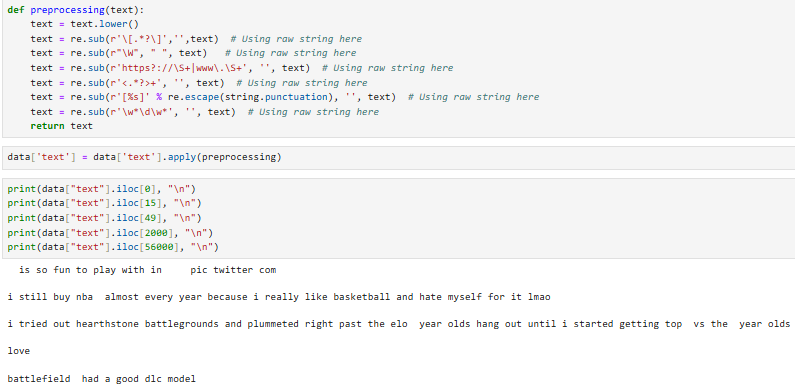 def preprocessing(text):
    text = text.lower()
    text = re.sub(r'\[.*?\]','',text)  # Using raw string here
    text = re.sub(r"\W", " ", text)   # Using raw string here
    text = re.sub(r'https?://\S+|www\.\S+', '', text)  # Using raw string here
    text = re.sub(r'<.*?>+', '', text)  # Using raw string here
    text = re.sub(r'[%s]' % re.escape(string.punctuation), '', text)  # Using raw string here
    text = re.sub(r'\w*\d\w*', '', text)  # Using raw string here
    return text
data['text'] = data['text'].apply(preprocessing)
print(data["text"].iloc[0], "\n")
print(data["text"].iloc[15], "\n")
print(data["text"].iloc[49], "\n")
print(data["text"].iloc[2000], "\n")
print(data["text"].iloc[56000], "\n")
  is so fun to play with in     pic twitter com
i still buy nba  almost every year because i really like basketball and hate myself for it lmao
i tried out hearthstone battlegrounds and plummeted right past the elo  year olds hang out until i started getting top  vs the  year olds
love
battlefield  had a good dlc model